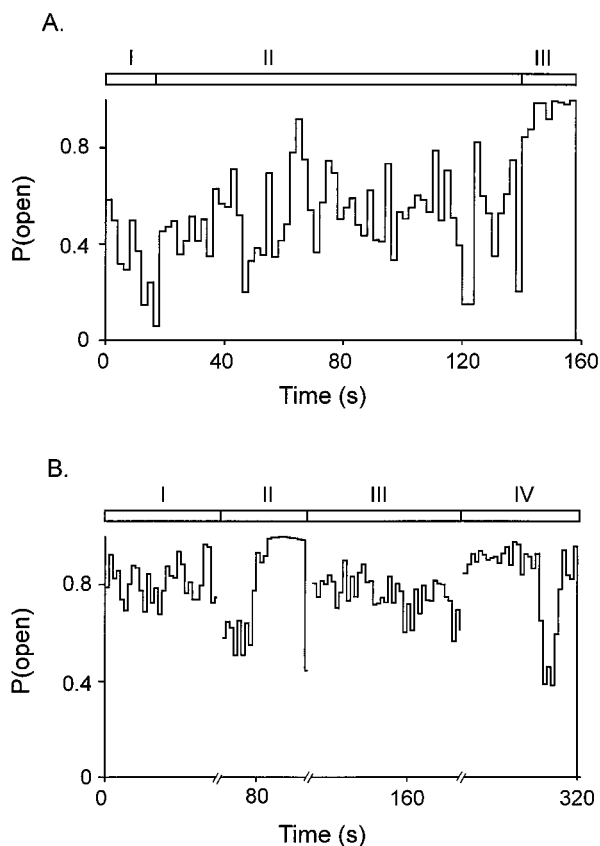 A.
I II III
P(open)
0.8
0.4
0
0 40 80 120 160
Time (s)
B.
I II III IV
P(open)
0.8
0.4
0
0 80 160 320
Time (s)